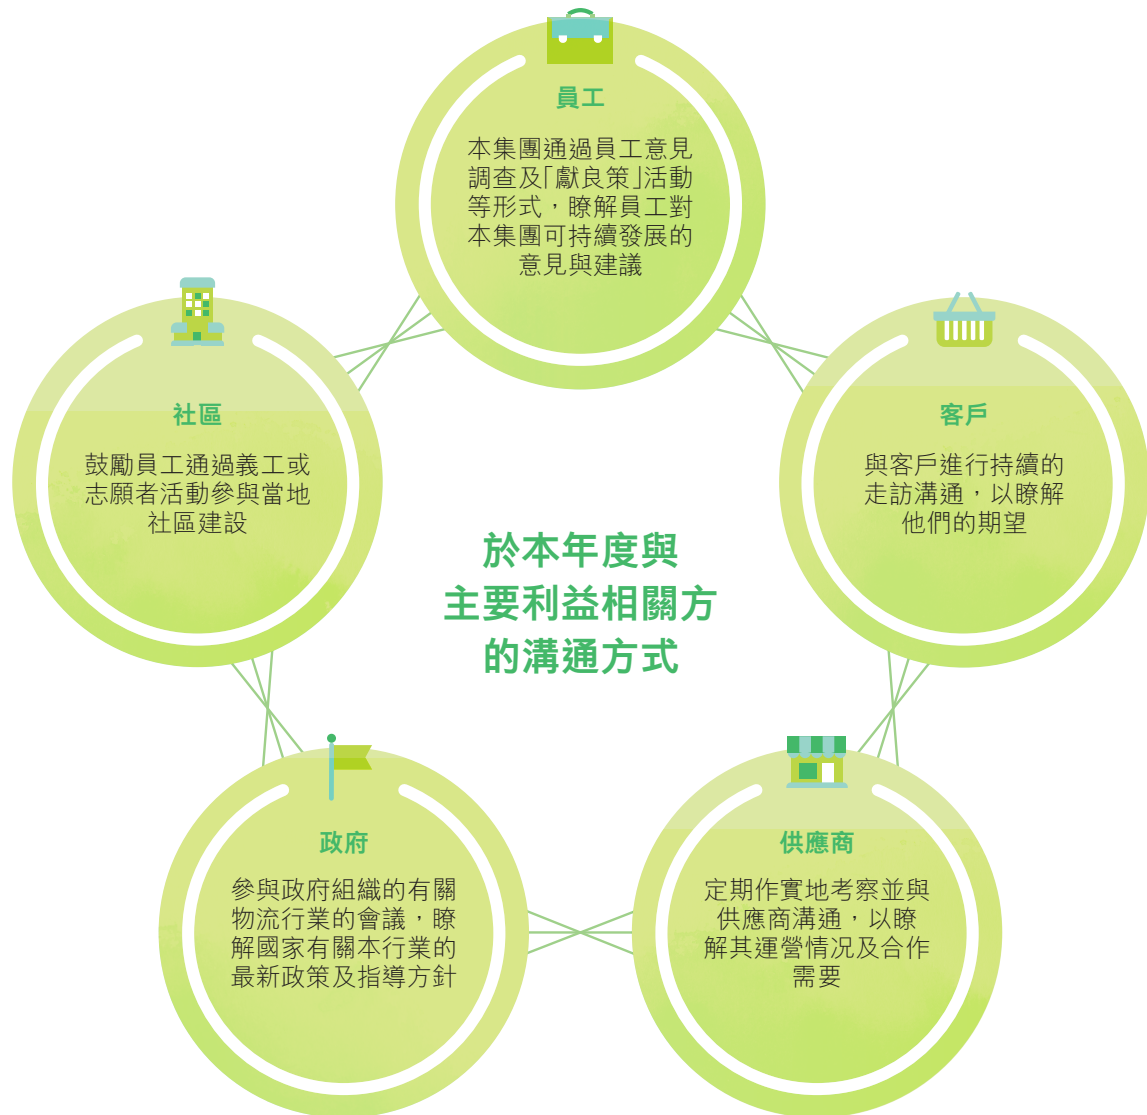 員工
本集團通過員工意見
調查及「獻良策」活動
等形式，瞭解員工對
本集團可持續發展的
意見與建議
社區
鼓勵員工通過義工或
志願者活動參與當地
社區建設
客戶
與客戶進行持續的
走訪溝通，以瞭解
他們的期望
於本年度與
主要利益相關方
的溝通方式
政府
參與政府組織的有關
物流行業的會議，瞭
解國家有關本行業的
最新政策及指導方針
供應商
定期作實地考察並與
供應商溝通，以瞭
解其運營情況及合作
需要